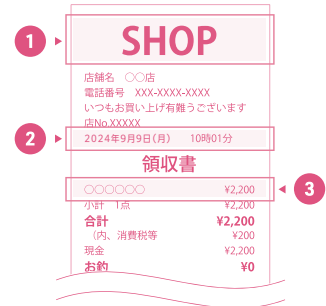 1
SHOP
店舗名 〇〇店
電話番号 XXX-XXXX-XXXX
いつもお買い上げ有難うございます
店No.XXXXX
2
2024年9月9日(月) 10時01分
領収書
〇〇〇〇〇〇 ¥2,200
3
小計 1点 ¥2,200
合計 ¥2,200
(内、消費税等 ¥200
現金 ¥2,200
お釣 ¥0